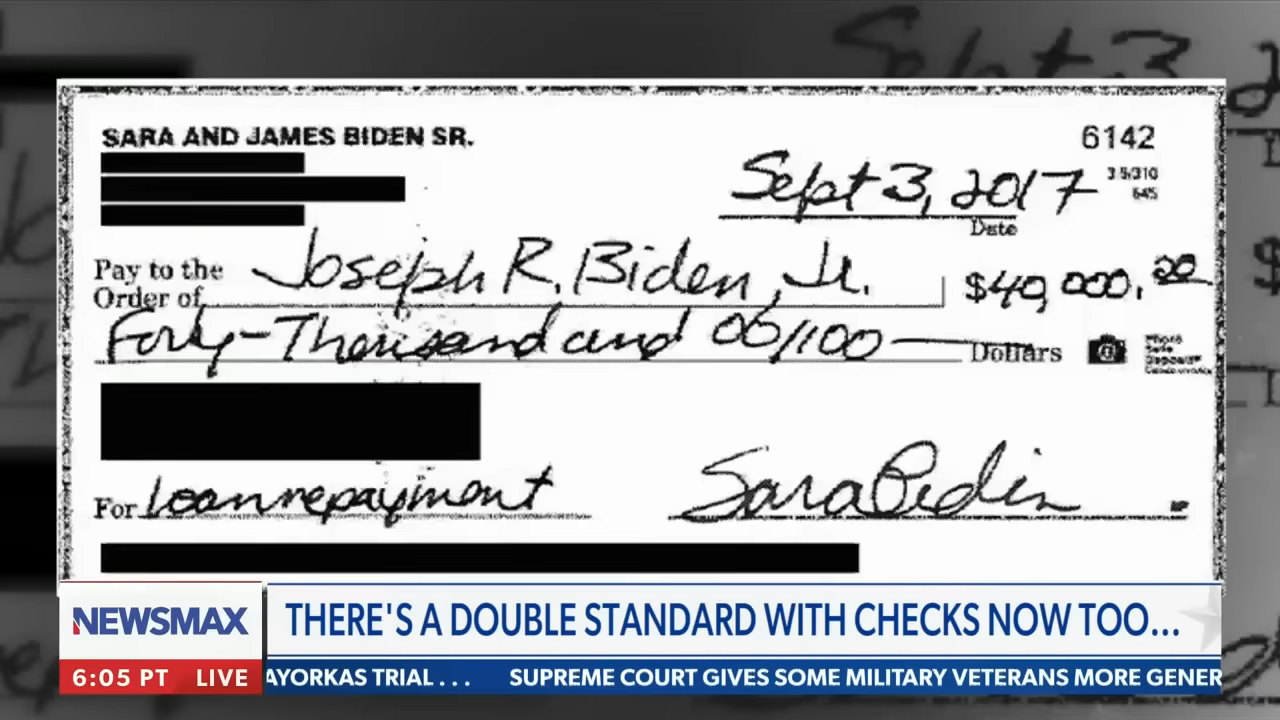 SARA AND JAMES BIDEN SR.
6142
Sept 3, 2017
Date
Pay to the
Order of
Joseph R. Biden, Jr.
$40,000.00
Forty-Thousand and 00/100
Dollars
For Loan repayment
Sara Biden
NEWSMAX
THERE'S A DOUBLE STANDARD WITH CHECKS NOW TOO...
6:05 PT LIVE
AYORKAS TRIAL . . . SUPREME COURT GIVES SOME MILITARY VETERANS MORE GENER